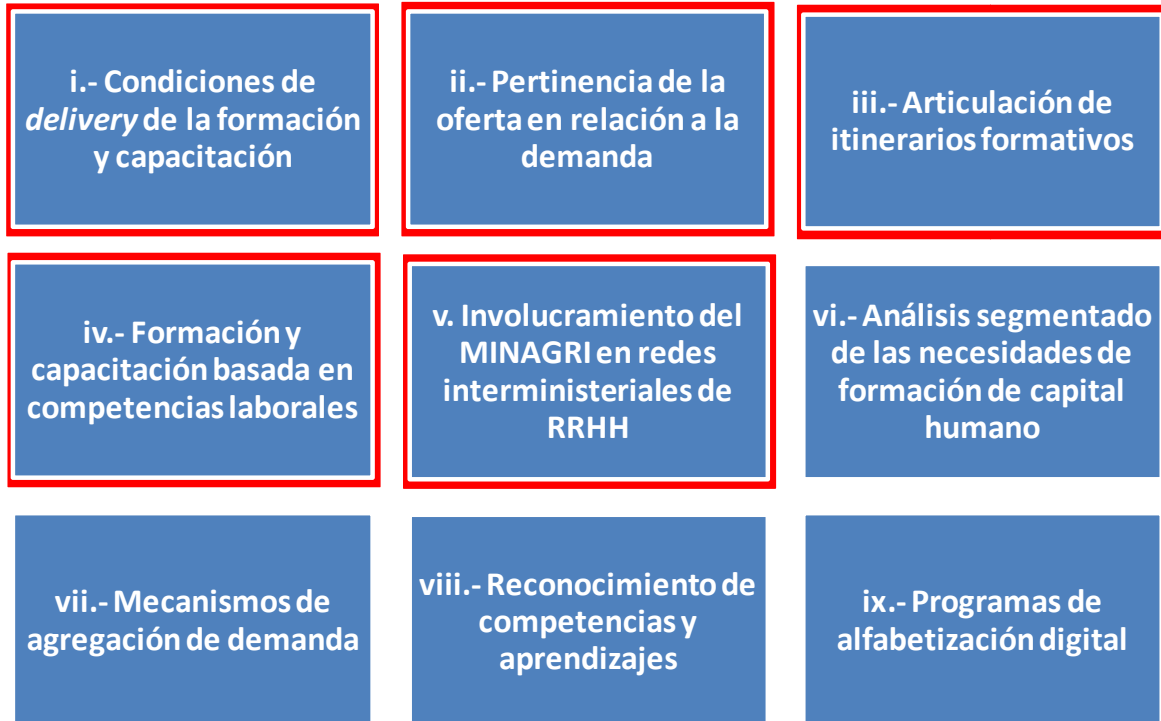 i.- Condiciones de
delivery de la formación
y capacitación
ii.- Pertinencia de la
oferta en relación a la
demanda
iii.- Articulación de
itinerarios formativos
iv.- Formación y
capacitación basada en
competencias laborales
v. Involucramiento del
MINAGRI en redes
interministeriales de
RRHH
vi.- Análisis segmentado
de las necesidades de
formación de capital
humano
vii.- Mecanismos de
agregación de demanda
viii.- Reconocimiento de
competencias y
aprendizajes
ix.- Programas de
alfabetización digital